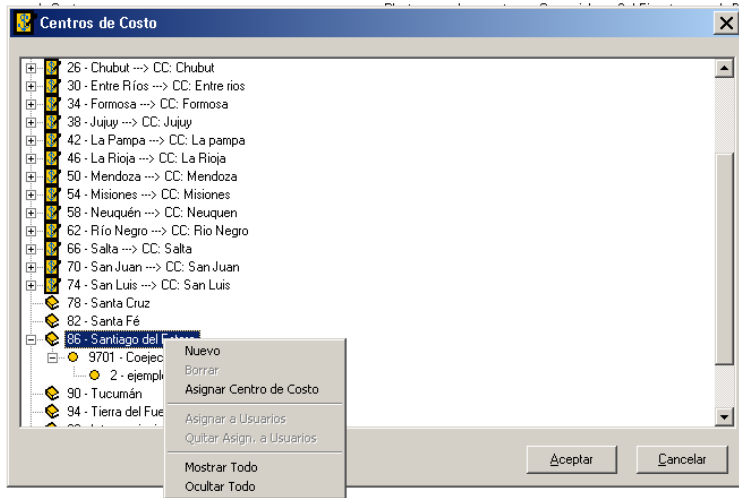 Centros de Costo
26 - Chubut ---> CC: Chubut
30 - Entre Ríos ---> CC: Entre rios
34 - Formosa ---> CC: Formosa
38 - Jujuy ---> CC: Jujuy
42 - La Pampa ---> CC: La pampa
46 - La Rioja ---> CC: La Rioja
50 - Mendoza ---> CC: Mendoza
54 - Misiones ---> CC: Misiones
58 - Neuquén ---> CC: Neuquen
62 - Río Negro ---> CC: Rio Negro
66 - Salta ---> CC: Salta
70 - San Juan ---> CC: San Juan
74 - San Luis ---> CC: San Luis
78 - Santa Cruz
82 - Santa Fé
86 - Santiago del
9701 - Coejec
2 - ejempl
90 - Tucumán
94 - Tierra del Fue
Nuevo
Borrar
Asignar Centro de Costo
Asignar a Usuarios
Quitar Asign. a Usuarios
Mostrar Todo
Ocultar Todo
Aceptar
Cancelar